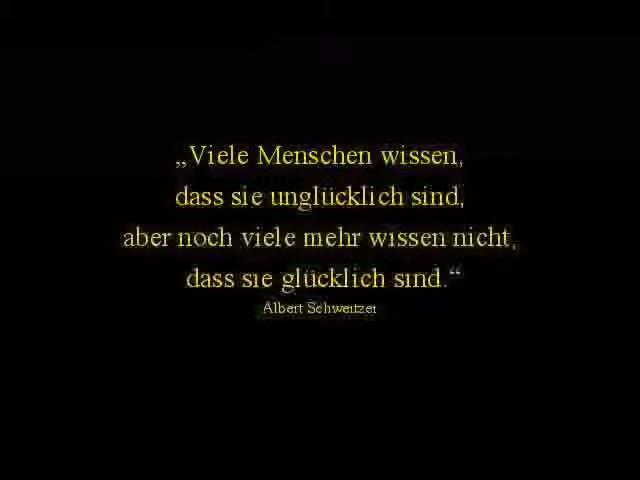 „Viele Menschen wissen,
dass sie unglücklich sind,
aber noch viele mehr wissen nicht,
dass sie glücklich sind.“
Albert Schweitzer